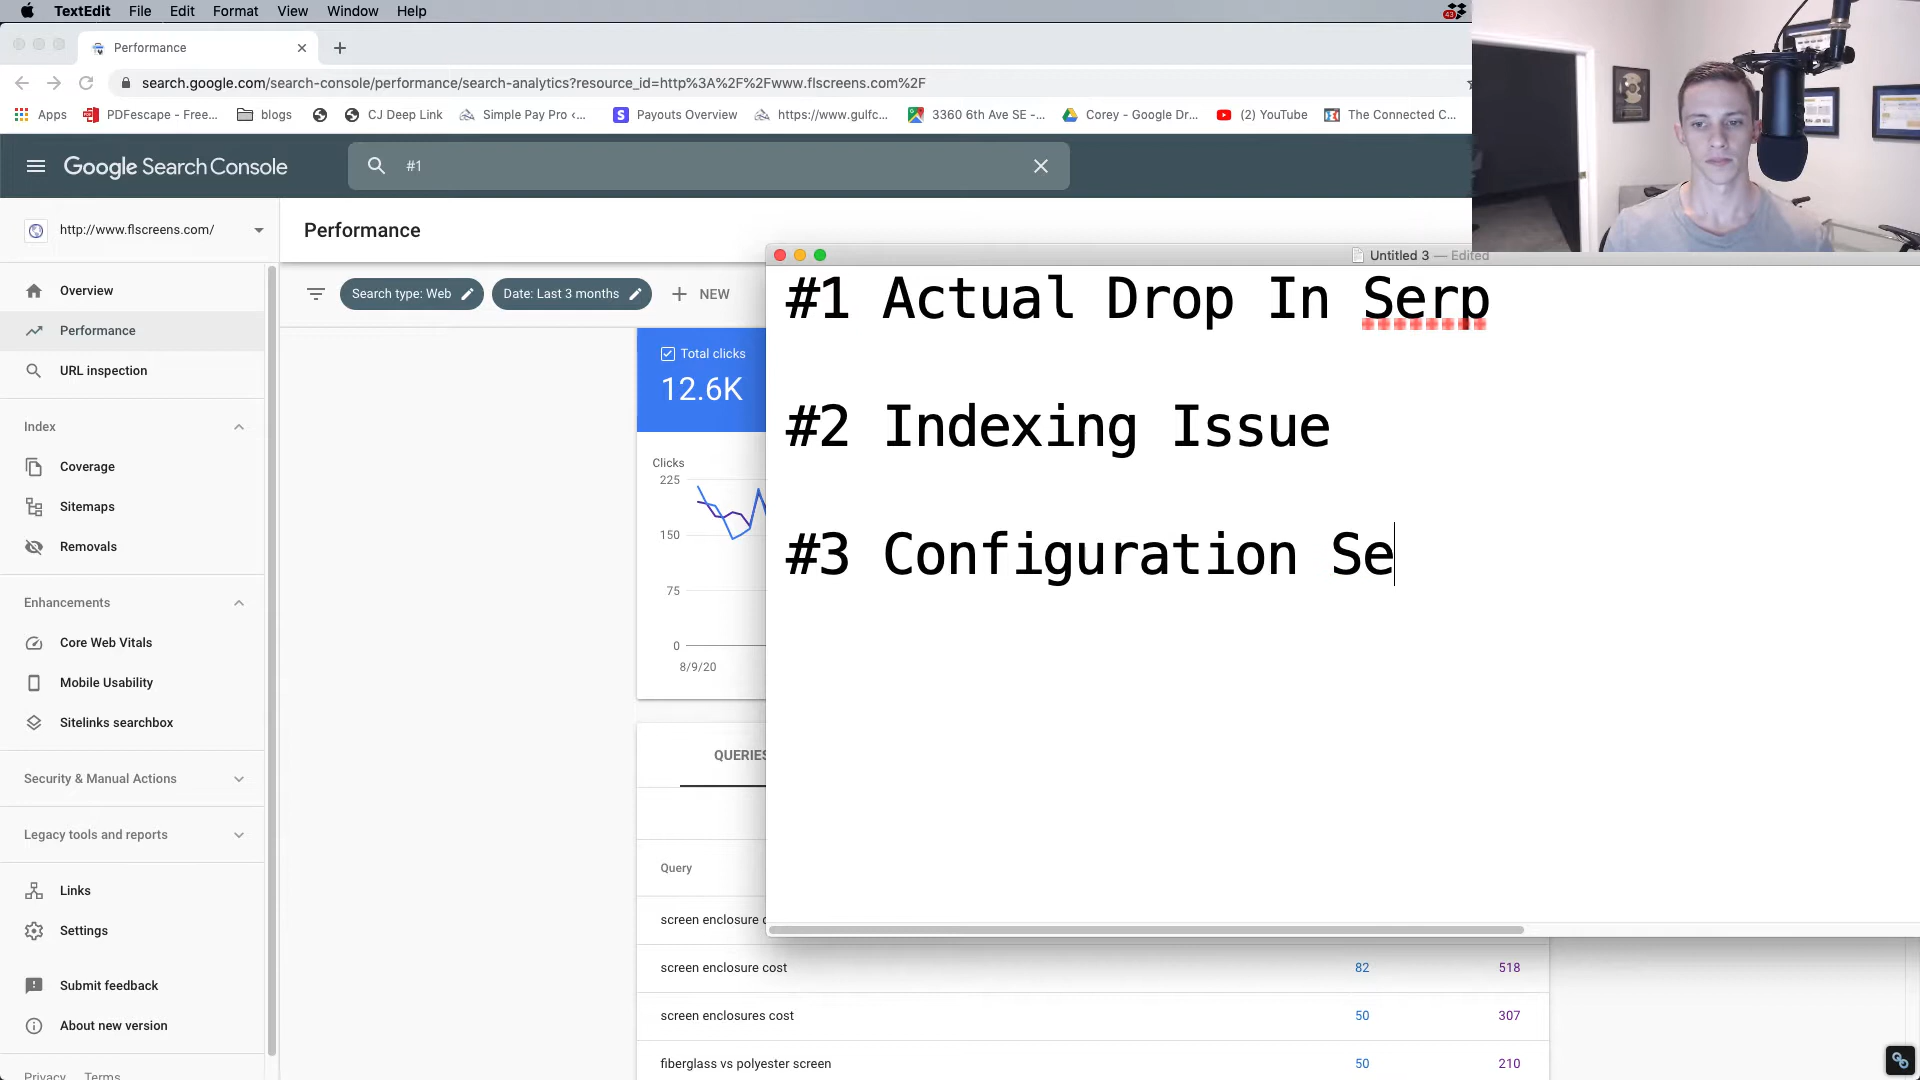 TextEdit File Edit Format View Window Help
43
Performance
search.google.com/search-console/performance/search-analytics?resource_id=http%3A%2F%2Fwww.flscreens.com%2F
Apps PDFescape - Free... blogs CJ Deep Link Simple Pay Pro ‹... Payouts Overview https://www.gulfc... 3360 6th Ave SE -... Corey - Google Dr... (2) YouTube The Connected C...
Google Search Console #1
http://www.flscreens.com/
Performance
Untitled 3 — Edited
Overview
Performance
URL inspection
Index
Coverage
Sitemaps
Removals
Enhancements
Core Web Vitals
Mobile Usability
Sitelinks searchbox
Security & Manual Actions
Legacy tools and reports
Links
Settings
Submit feedback
About new version
Privacy Terms
Search type: Web Date: Last 3 months NEW
Total clicks
12.6K
Clicks
225
150
75
0
8/9/20
QUERIES
Query
screen enclosure c
screen enclosure cost 82 518
screen enclosures cost 50 307
fiberglass vs polyester screen 50 210
#1 Actual Drop In Serp
#2 Indexing Issue
#3 Configuration Se